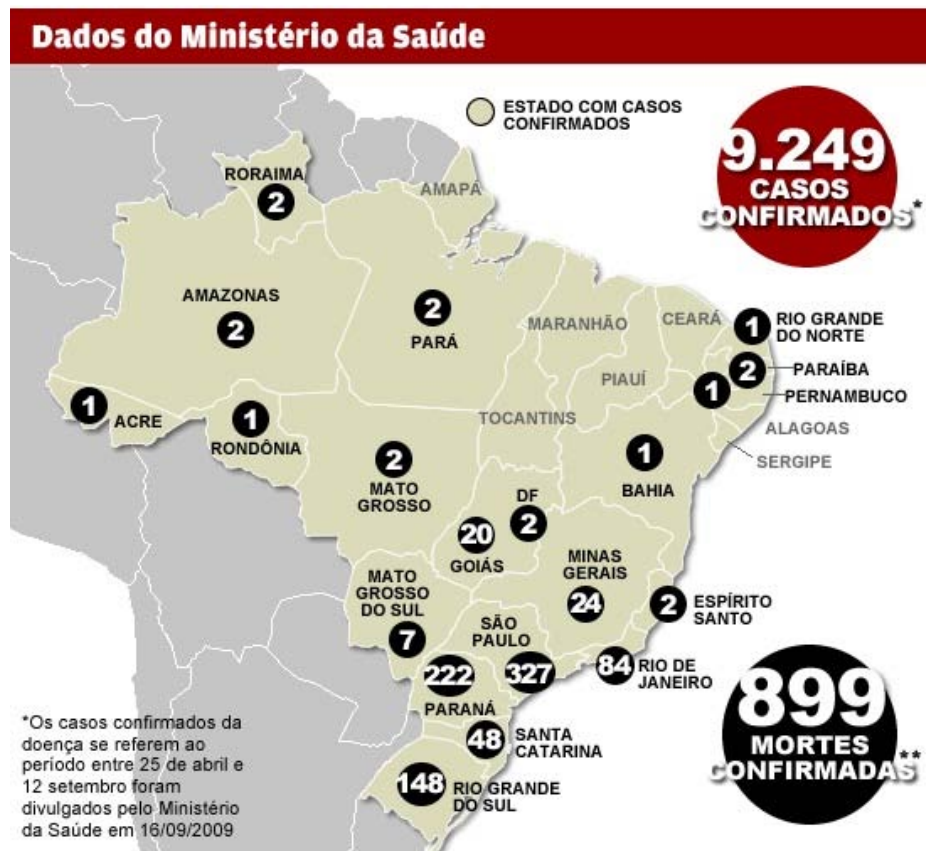 Dados do Ministério da Saúde
ESTADO COM CASOS
CONFIRMADOS
9.249
CASOS
CONFIRMADOS*
RORAIMA
2
AMAPÁ
AMAZONAS
2
2
PARÁ
MARANHÃO
CEARÁ
1
RIO GRANDE
DO NORTE
PIAUÍ
2
PARAÍBA
1
PERNAMBUCO
1
ACRE
1
RONDÔNIA
TOCANTINS
ALAGOAS
SERGIPE
2
MATO
GROSSO
1
BAHIA
DF
2
20
GOIÁS
MINAS
GERAIS
24
MATO
GROSSO
DO SUL
7
2
ESPÍRITO
SANTO
SÃO
PAULO
327
84
RIO DE
JANEIRO
222
PARANÁ
48
SANTA
CATARINA
148
RIO GRANDE
DO SUL
899
MORTES
CONFIRMADAS**
*Os casos confirmados da
doença se referem ao
período entre 25 de abril e
12 setembro foram
divulgados pelo Ministério
da Saúde em 16/09/2009